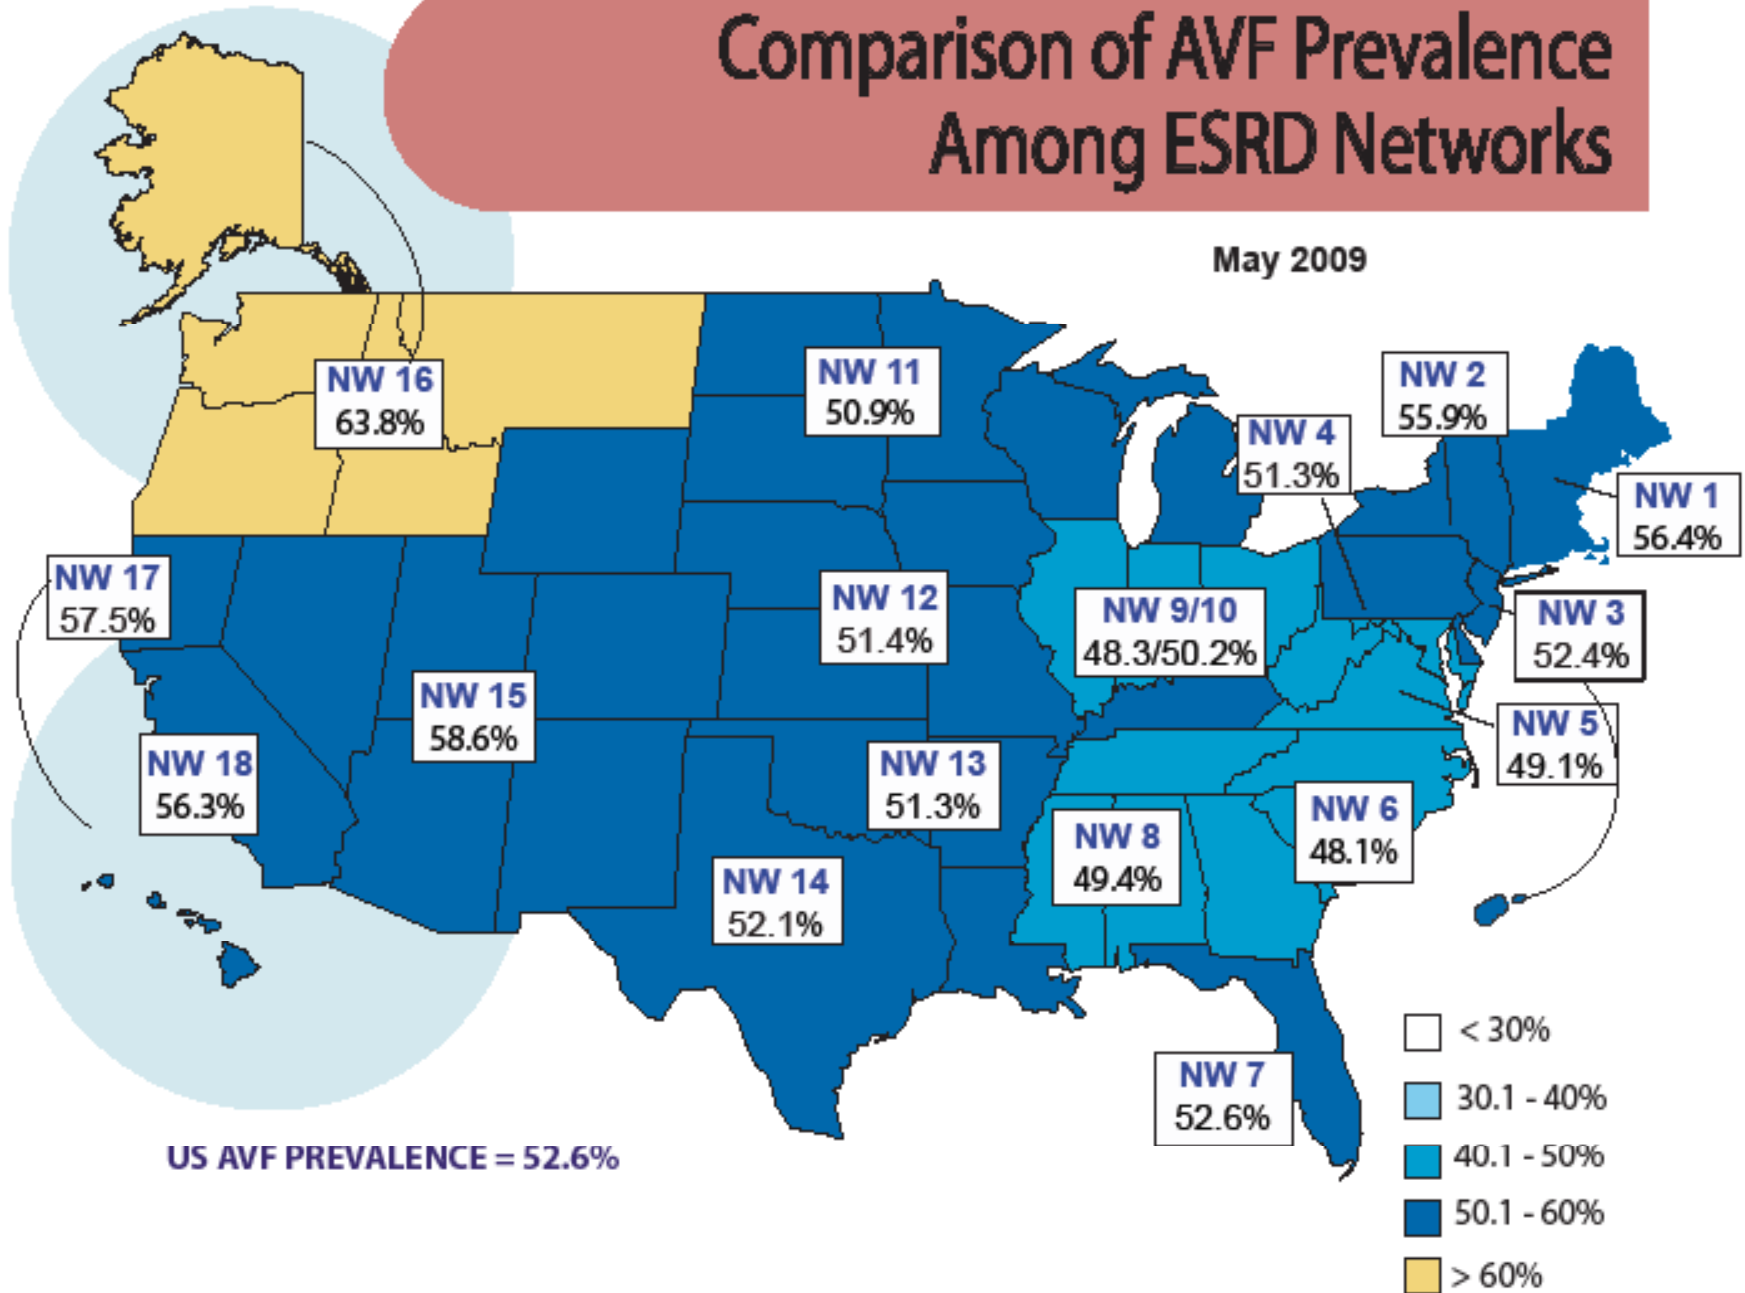 Comparison of AVF Prevalence
Among ESRD Networks
May 2009
NW 16
63.8%
NW 11
50.9%
NW 2
55.9%
NW 4
51.3%
NW 1
56.4%
NW 17
57.5%
NW 12
51.4%
NW 9/10
48.3/50.2%
NW 3
52.4%
NW 15
58.6%
NW 5
49.1%
NW 18
56.3%
NW 13
51.3%
NW 6
48.1%
NW 8
49.4%
NW 14
52.1%
NW 7
52.6%
US AVF PREVALENCE = 52.6%
< 30%
30.1 - 40%
40.1 - 50%
50.1 - 60%
> 60%